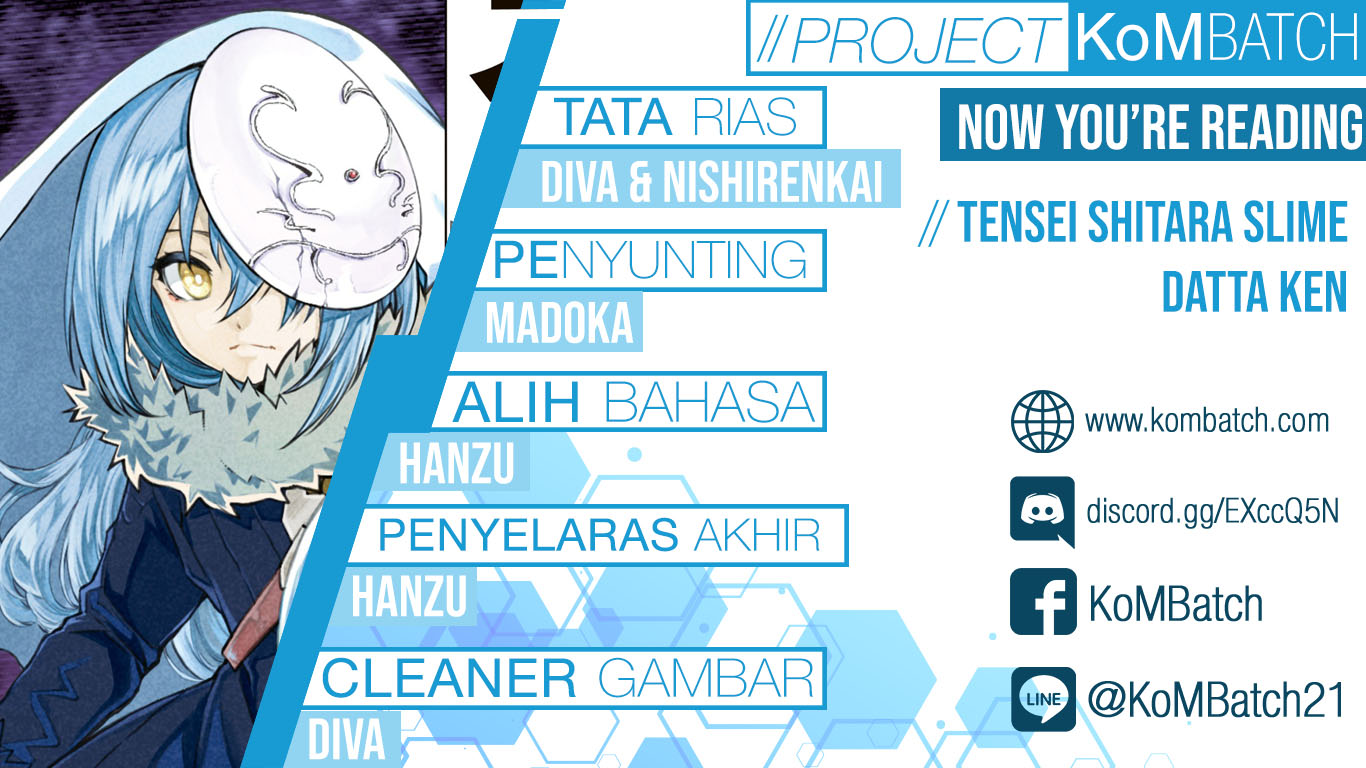 //PROJECT KoMBATCH
NOW YOU'RE READING
// TENSEI SHITARA SLIME
DATTA KEN
TATA RIAS
DIVA & NISHIRENKAI
PENYUNTING
MADOKA
ALIH BAHASA
HANZU
PENYELARAS AKHIR
HANZU
CLEANER GAMBAR
DIVA
www.kombatch.com
discord.gg/EXccQ5N
KoMBatch
LINE
@KoMBatch21